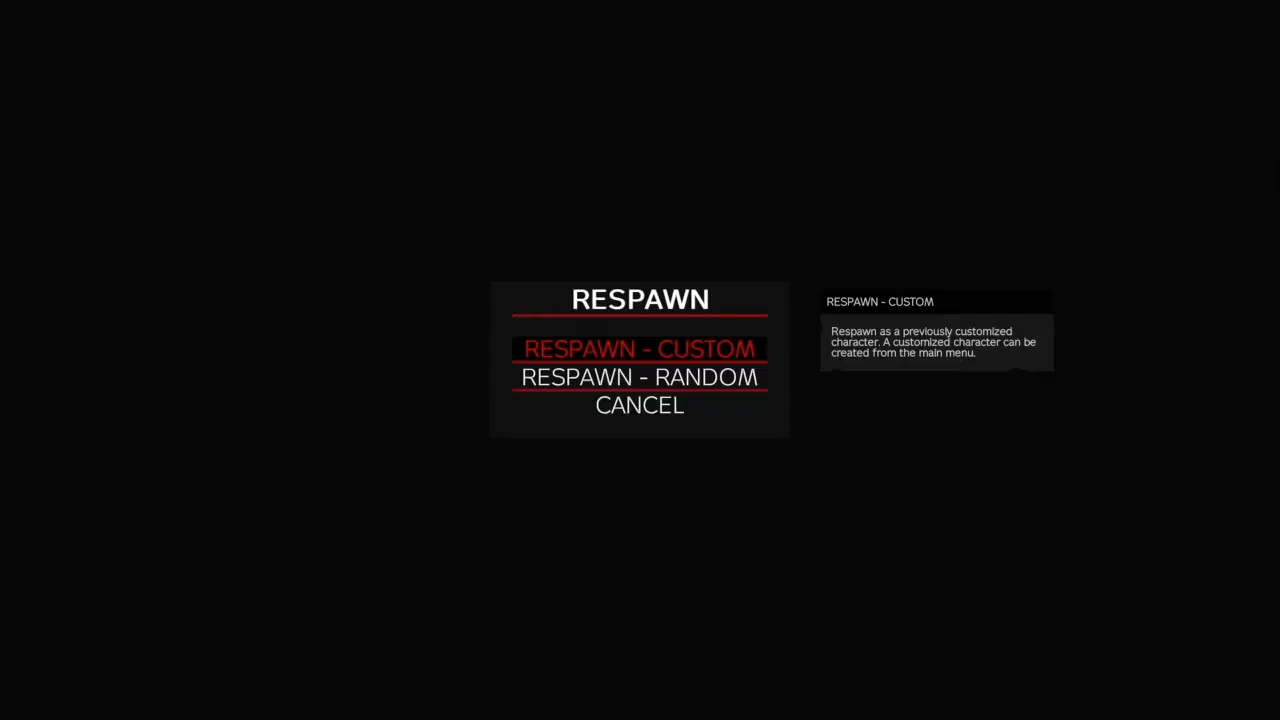 RESPAWN
RESPAWN - CUSTOM
RESPAWN - RANDOM
CANCEL
RESPAWN - CUSTOM
Respawn as a previously customized
character. A customized character can be
created from the main menu.